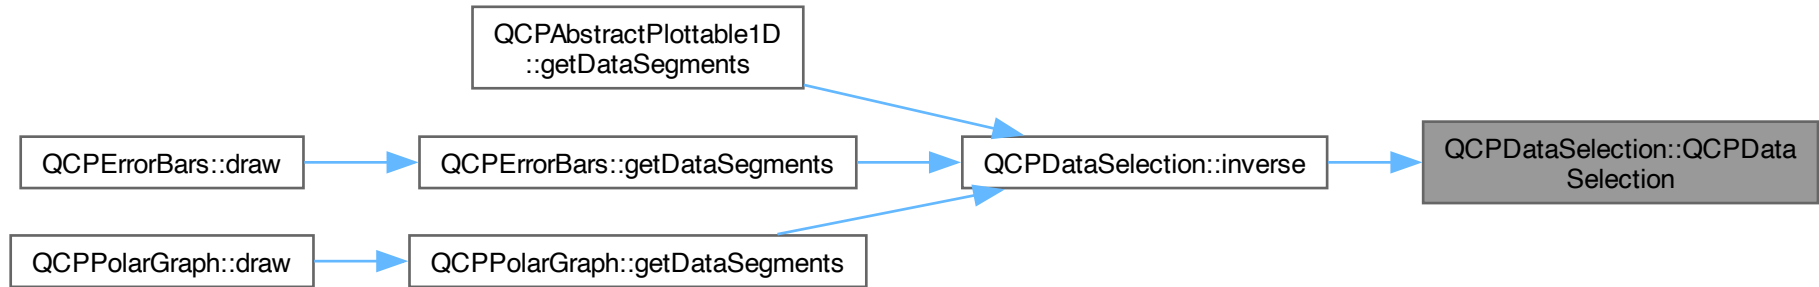 QCPAbstractPlottable1D
::getDataSegments
QCPErrorBars::draw
QCPErrorBars::getDataSegments
QCPDataSelection::inverse
QCPDataSelection::QCPData
Selection
QCPPolarGraph::draw
QCPPolarGraph::getDataSegments